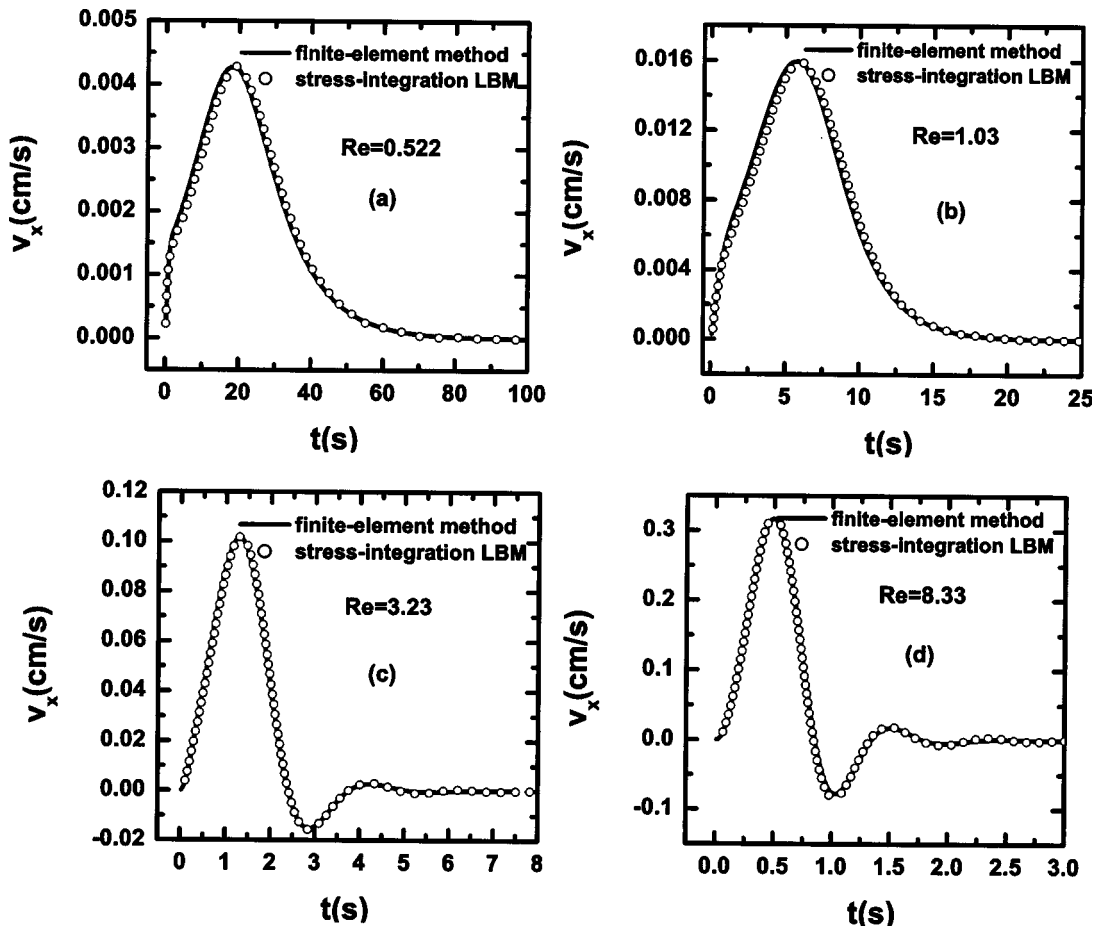 0.005
0.004
0.003
0.002
0.001
0.000
v_x(cm/s)
finite-element method
stress-integration LBM
Re=0.522
(a)
0 20 40 60 80 100
t(s)
0.016
0.012
0.008
0.004
0.000
v_x(cm/s)
finite-element method
stress-integration LBM
Re=1.03
(b)
0 5 10 15 20 25
t(s)
0.12
0.10
0.08
0.06
0.04
0.02
0.00
-0.02
v_x(cm/s)
finite-element method
stress-integration LBM
Re=3.23
(c)
0 1 2 3 4 5 6 7 8
t(s)
0.3
0.2
0.1
0.0
-0.1
v_x(cm/s)
finite-element method
stress-integration LBM
Re=8.33
(d)
0.0 0.5 1.0 1.5 2.0 2.5 3.0
t(s)